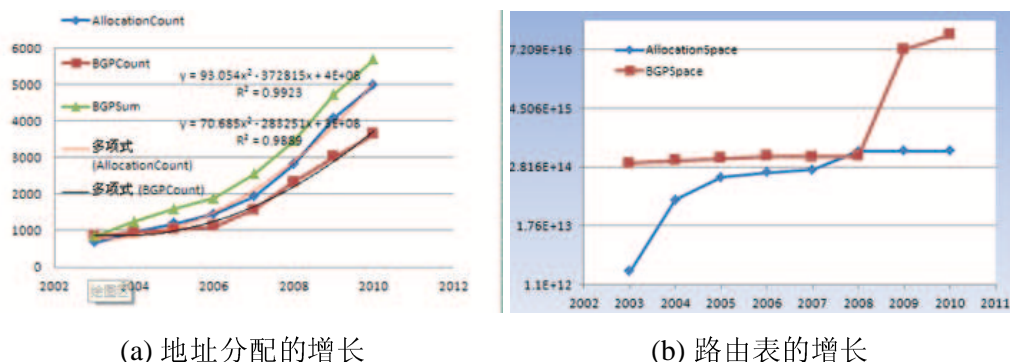 AllocationCount
6000
5000
4000
3000
2000
1000
0
BGPCount
BGPSum
多项式
(AllocationCount)
多项式 (BGPCount)
y = 93.054x² - 372815x + 4E+08
R² = 0.9923
y = 70.685x² - 283251x + 3E+08
R² = 0.9889
2002 2004 2006 2008 2010 2012
绘图区
(a) 地址分配的增长
7.209E+16
4.506E+15
2.816E+14
1.76E+13
1.1E+12
AllocationSpace
BGPSpace
2002 2003 2004 2005 2006 2007 2008 2009 2010 2011
(b) 路由表的增长